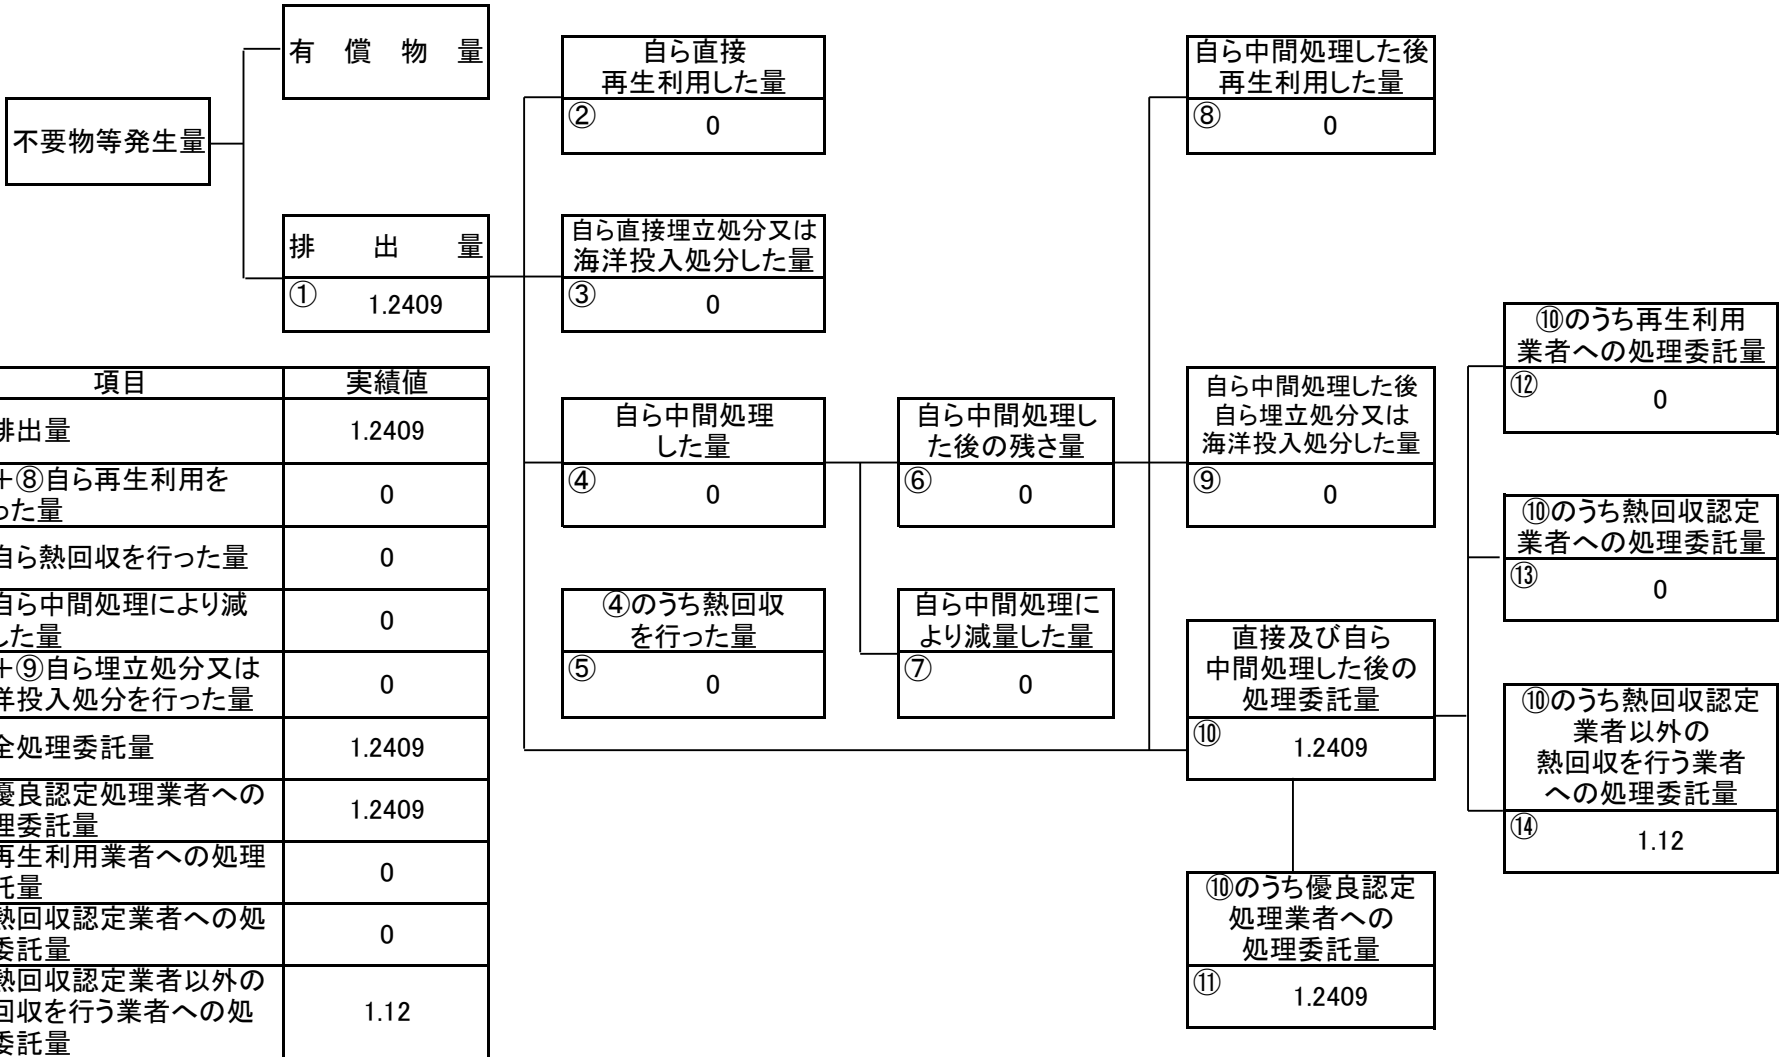 有償物量
不要物等発生量
排出量
① 1.2409
自ら直接
再生利用した量
② 0
自ら直接埋立処分又は
海洋投入処分した量
③ 0
自ら中間処理
した量
④ 0
④のうち熱回収
を行った量
⑤ 0
自ら中間処理し
た後の残さ量
⑥ 0
自ら中間処理に
より減量した量
⑦ 0
自ら中間処理した後
再生利用した量
⑧ 0
自ら中間処理した後
自ら埋立処分又は
海洋投入処分した量
⑨ 0
直接及び自ら
中間処理した後の
処理委託量
⑩ 1.2409
⑩のうち優良認定
処理業者への
処理委託量
⑪ 1.2409
⑩のうち再生利用
業者への処理委託量
⑫ 0
⑩のうち熱回収認定
業者への処理委託量
⑬ 0
⑩のうち熱回収認定
業者以外の
熱回収を行う業者
への処理委託量
⑭ 1.12
項目 実績値
排出量 1.2409
+⑧自ら再生利用を
った量 0
自ら熱回収を行った量 0
自ら中間処理により減
した量 0
+⑨自ら埋立処分又は
洋投入処分を行った量 0
全処理委託量 1.2409
優良認定処理業者への
理委託量 1.2409
再生利用業者への処理
託量 0
熱回収認定業者への処
委託量 0
熱回収認定業者以外の
回収を行う業者への処
委託量 1.12